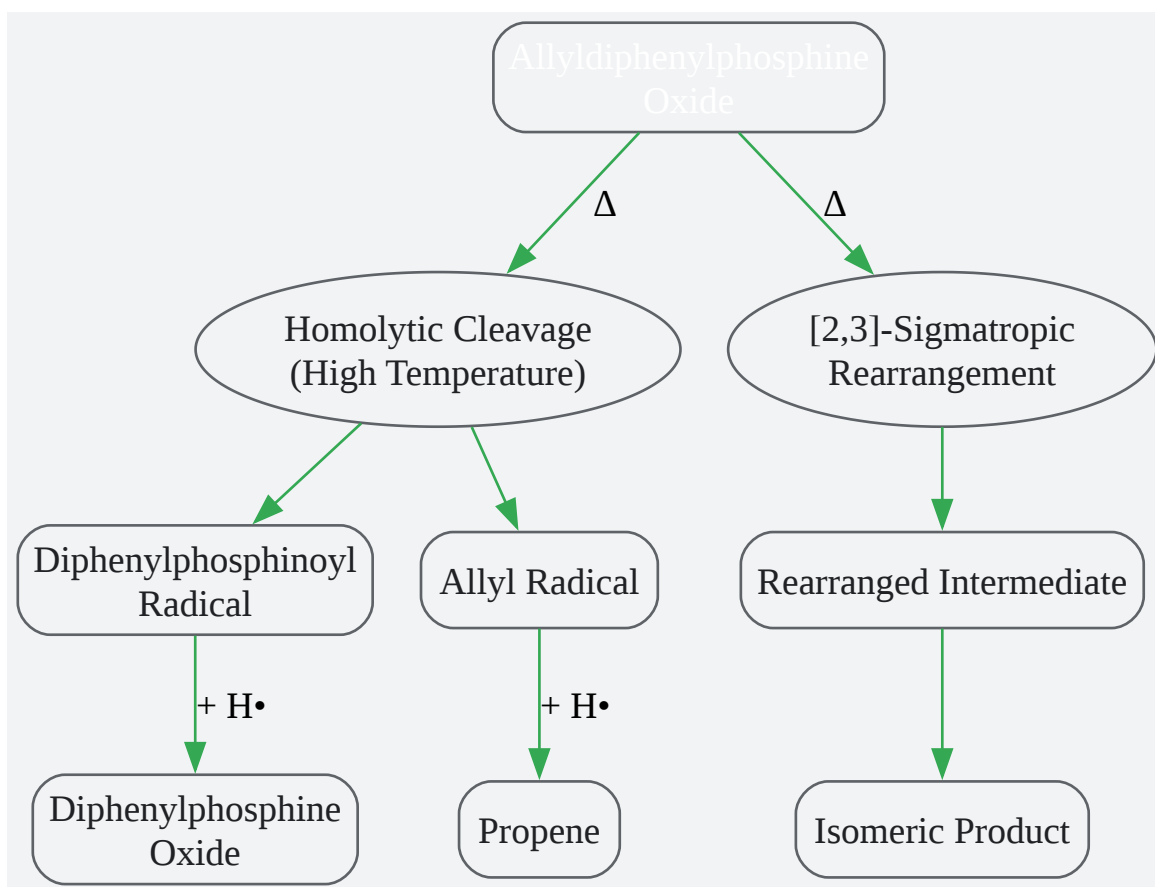 Allyldiphenylphosphine
Oxide
Δ
Δ
Homolytic Cleavage
(High Temperature)
[2,3]-Sigmatropic
Rearrangement
Diphenylphosphinoyl
Radical
Allyl Radical
Rearranged Intermediate
+ H•
+ H•
Diphenylphosphine
Oxide
Propene
Isomeric Product